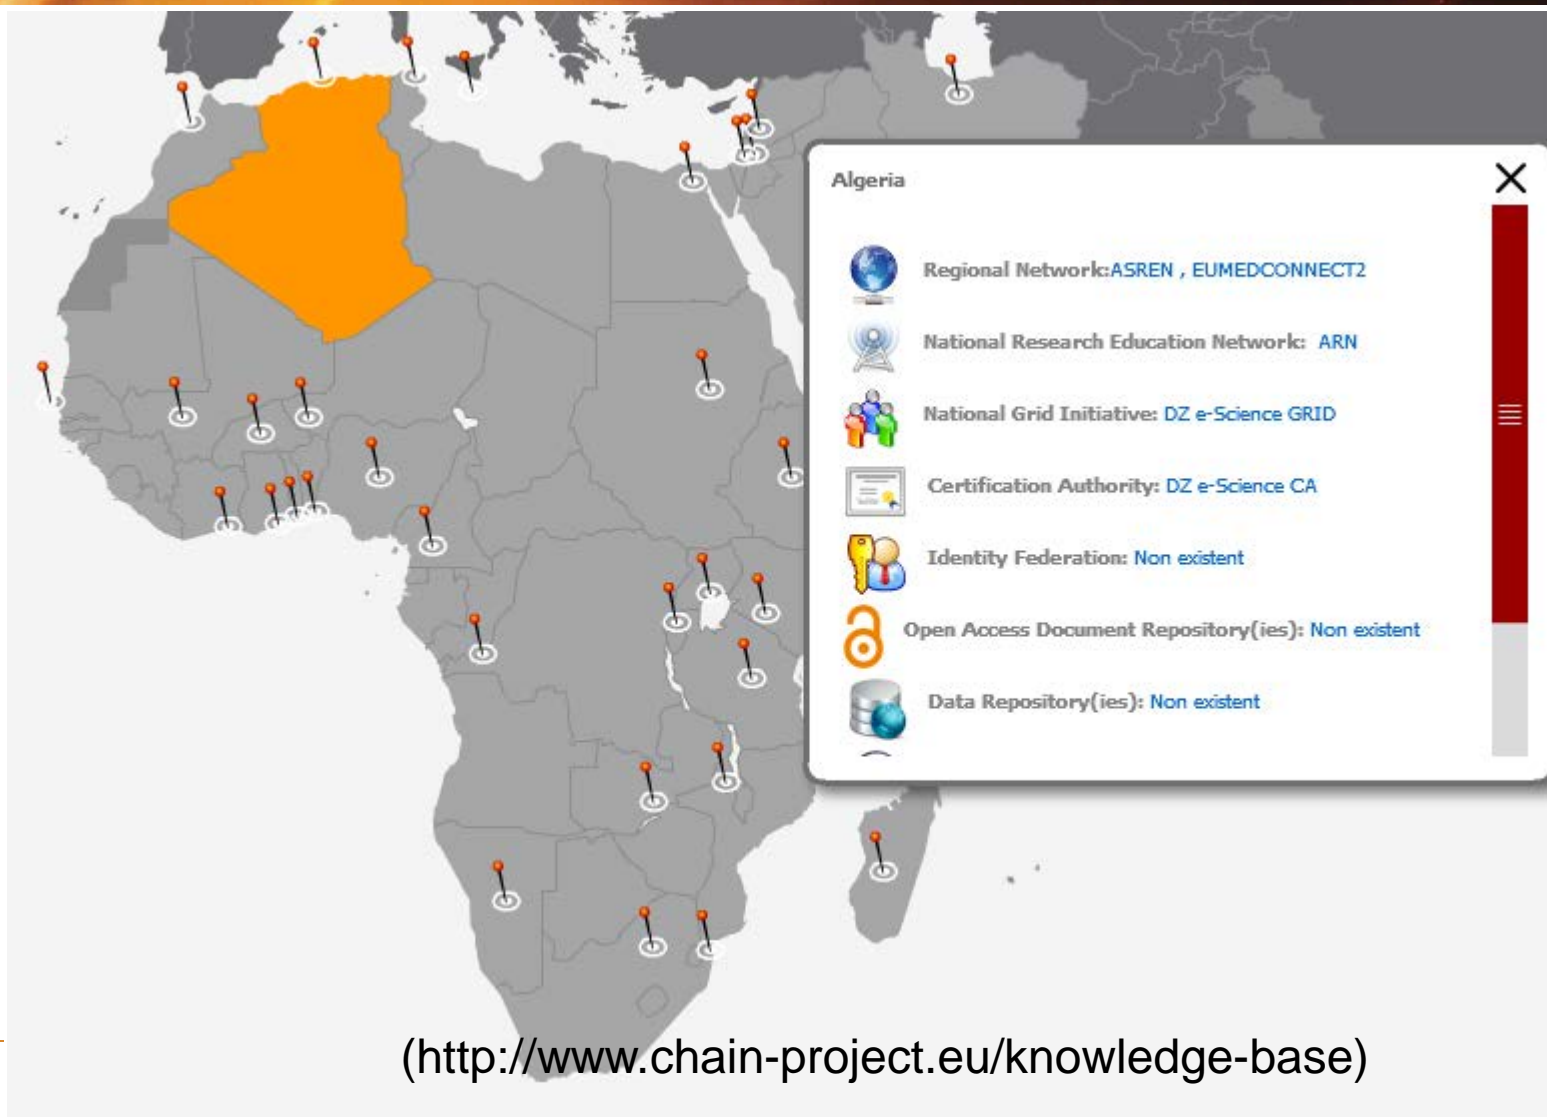 Algeria
Regional Network:ASREN , EUMEDCONNECT2
National Research Education Network: ARN
National Grid Initiative: DZ e-Science GRID
Certification Authority: DZ e-Science CA
Identity Federation: Non existent
Open Access Document Repository(ies): Non existent
Data Repository(ies): Non existent
(http://www.chain-project.eu/knowledge-base)